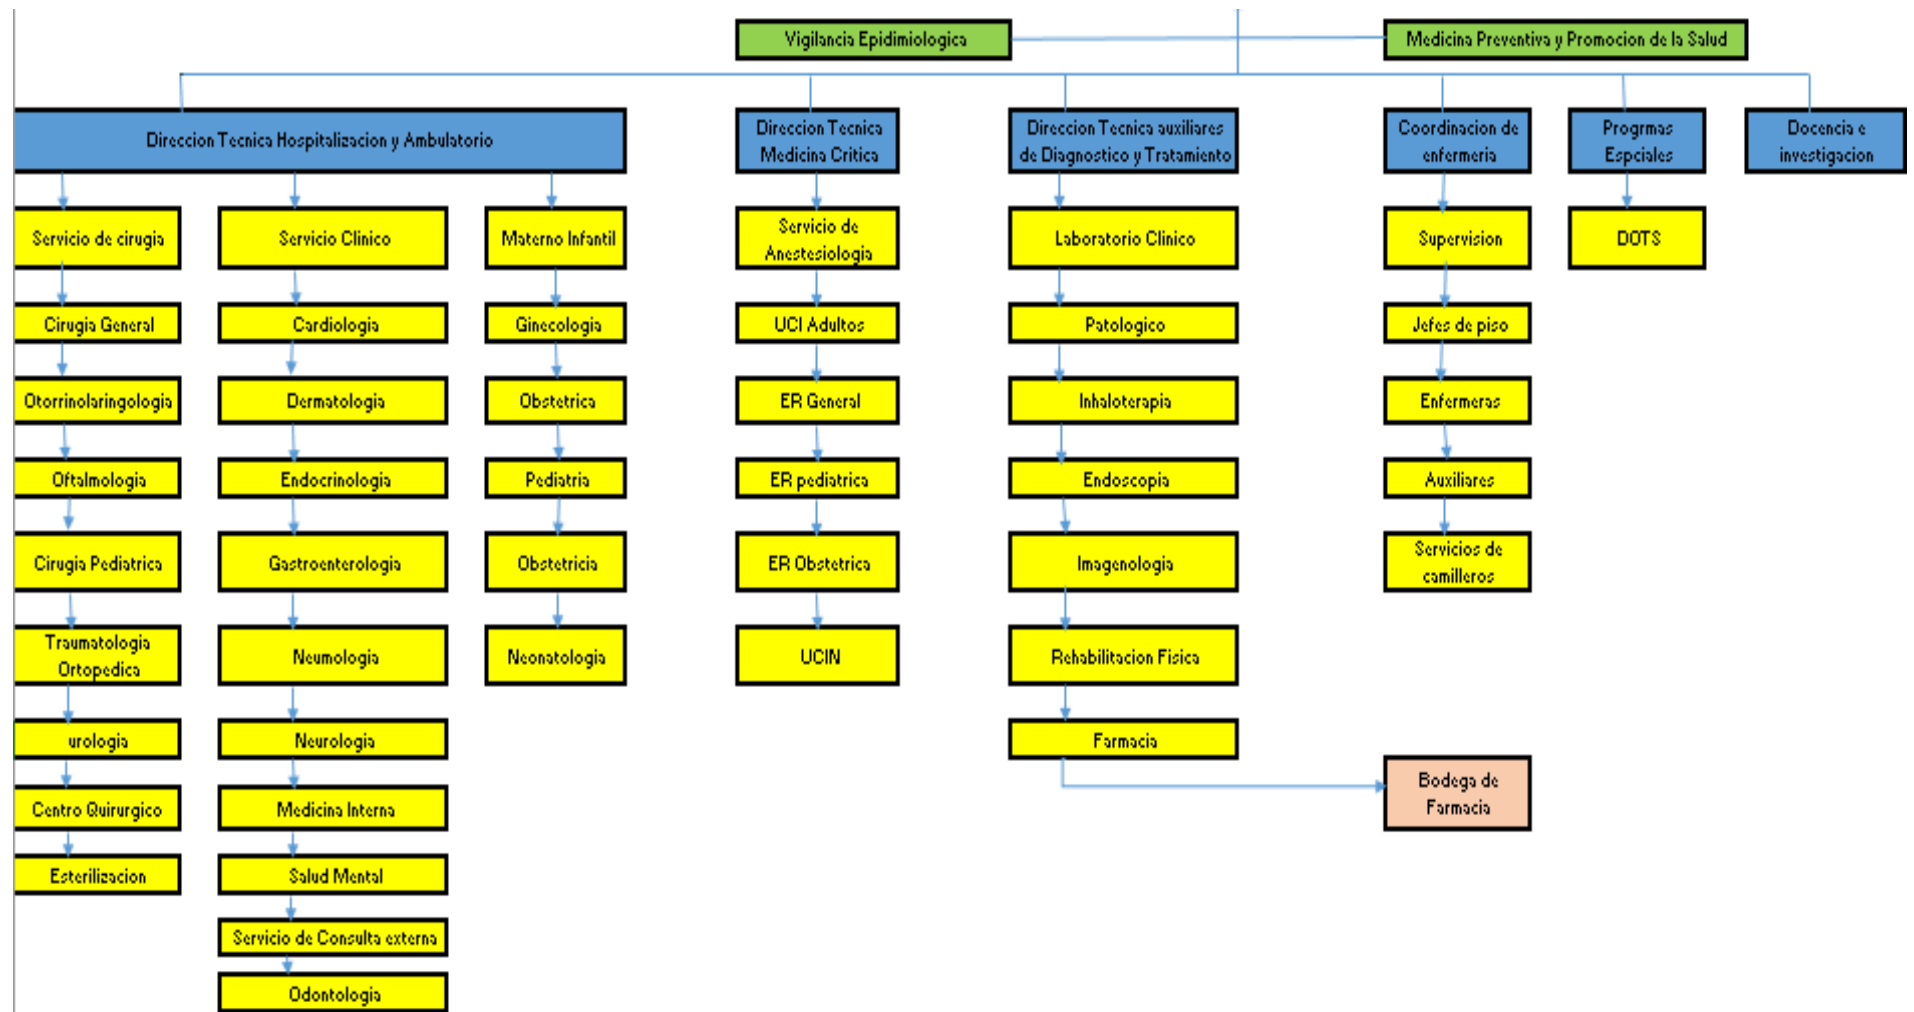 Vigilancia Epidimiologica
Medicina Preventiva y Promocion de la Salud
Direccion Tecnica Hospitalizacion y Ambulatorio
Direccion Tecnica
Medicina Critica
Direccion Tecnica auxiliares
de Diagnostico y Tratamiento
Coordinacion de
enfermeria
Progrmas
Espciales
Docencia e
investigacion
Servicio de cirugia
Cirugia General
Otorrinolaringologia
Oftalmologia
Cirugia Pediatrica
Traumatologia
Ortopedica
urologia
Centro Quirurgico
Esterilizacion
Servicio Clinico
Cardiologia
Dermatologia
Endocrinologia
Gastroenterologia
Neumologia
Neurologia
Medicina Interna
Salud Mental
Servicio de Consulta externa
Odontologia
Materno Infantil
Ginecologia
Obstetrica
Pediatria
Obstetricia
Neonatologia
Servicio de
Anestesiologia
UCI Adultos
ER General
ER pediatrica
ER Obstetrica
UCIN
Laboratorio Clinico
Patologico
Inhaloterapia
Endoscopia
Imagenologia
Rehabilitacion Fisica
Farmacia
Supervision
Jefes de piso
Enfermeras
Auxiliares
Servicios de
camilleros
Bodega de
Farmacia
DOTS